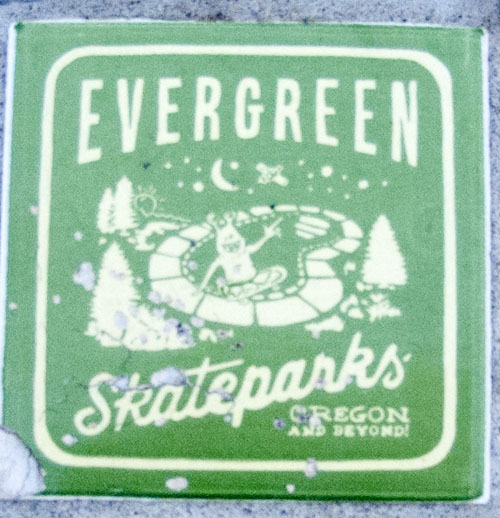 EVERGREEN
Skateparks
OREGON
AND BEYOND!